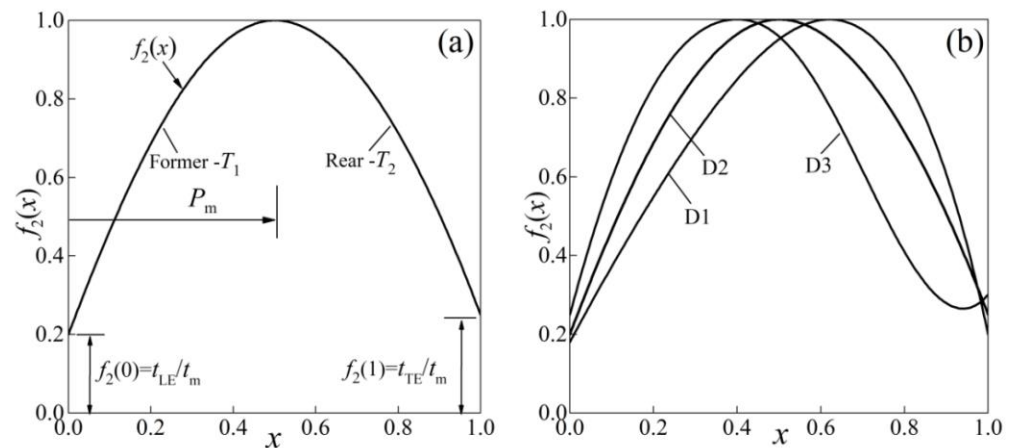 1.0
(a)
f₂(x)
0.8
Former -T₁
Rear -T₂
0.6
Pₘ
f₂(x)
0.4
0.2
f₂(0)=t_LE/tₘ
f₂(1)=t_TE/tₘ
0.0
0.0 0.2 0.4 0.6 0.8 1.0
x
1.0
(b)
0.8
D2
D3
0.6
D1
f₂(x)
0.4
0.2
0.0
0.0 0.2 0.4 0.6 0.8 1.0
x